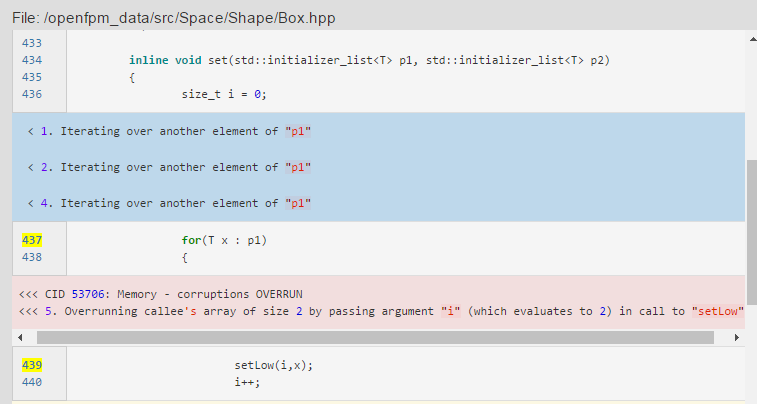 File: /openfpm_data/src/Space/Shape/Box.hpp
433
434 inline void set(std::initializer_list<T> p1, std::initializer_list<T> p2)
435 {
436 size_t i = 0;
< 1. Iterating over another element of "p1"
< 2. Iterating over another element of "p1"
< 4. Iterating over another element of "p1"
437 for(T x : p1)
438 {
<<< CID 53706: Memory - corruptions OVERRUN
<<< 5. Overrunning callee's array of size 2 by passing argument "i" (which evaluates to 2) in call to "setLow"
439 setLow(i,x);
440 i++;